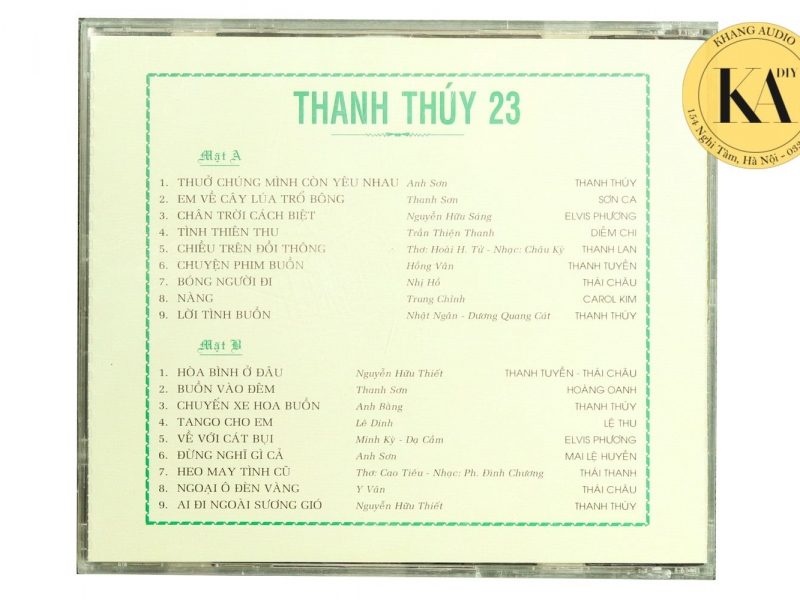 THANH THÚY 23
Mặt A
1. THUỞ CHÚNG MÌNH CÒN YÊU NHAU Anh Sơn THANH THÚY
2. EM VỀ CÂY LÚA TRỔ BÔNG Thanh Sơn SƠN CA
3. CHÂN TRỜI CÁCH BIỆT Nguyễn Hữu Sáng ELVIS PHƯƠNG
4. TÌNH THIÊN THU Trần Thiện Thanh DIỄM CHI
5. CHIỀU TRÊN ĐỒI THÔNG Thơ: Hoài H. Tử - Nhạc: Châu Kỳ THANH LAN
6. CHUYỆN PHIM BUỒN Hồng Vân THANH TUYỀN
7. BÓNG NGƯỜI ĐI Nhị Hồ THÁI CHÂU
8. NÀNG Trung Chỉnh CAROL KIM
9. LỜI TÌNH BUỒN Nhật Ngân - Dương Quang Cát THANH THÚY
Mặt B
1. HÒA BÌNH Ở ĐÂU Nguyễn Hữu Thiết THANH TUYỀN - THÁI CHÂU
2. BUỒN VÀO ĐÊM Thanh Sơn HOÀNG OANH
3. CHUYẾN XE HOA BUỒN Anh Bằng THANH THÚY
4. TANGO CHO EM Lê Dinh LỆ THU
5. VỀ VỚI CÁT BỤI Minh Kỳ - Dạ Cầm ELVIS PHƯƠNG
6. ĐỪNG NGHĨ GÌ CẢ Anh Sơn MAI LỆ HUYỀN
7. HEO MAY TÌNH CŨ Thơ: Cao Tiêu - Nhạc: Ph. Đình Chương THÁI THANH
8. NGOẠI Ô ĐÈN VÀNG Y Vân THÁI CHÂU
9. AI ĐI NGOÀI SƯƠNG GIÓ Nguyễn Hữu Thiết THANH THÚY
KHANG AUDIO
KA DIY
154 Nghi Tàm, Hà Nội - 033